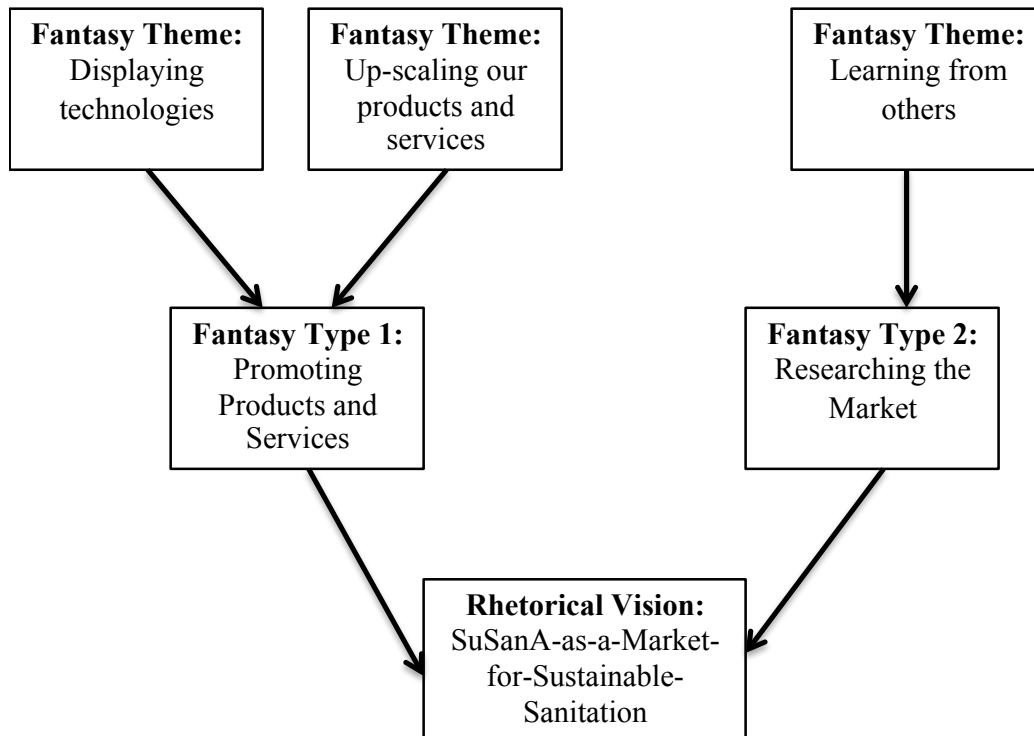 Fantasy Theme:
Displaying
technologies
Fantasy Theme:
Up-scaling our
products and
services
Fantasy Theme:
Learning from
others
Fantasy Type 1:
Promoting
Products and
Services
Fantasy Type 2:
Researching the
Market
Rhetorical Vision:
SuSanA-as-a-Market-
for-Sustainable-
Sanitation